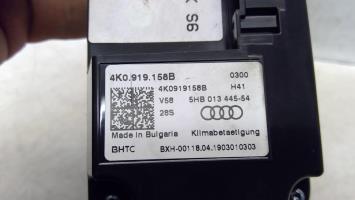 X S6
4K0.919.158B
0300
4K0919158B H41
V58 5HB 013 445-54
28S
Made in Bulgaria Klimabetaetigung
BHTC BXH-00118.04.1903010303